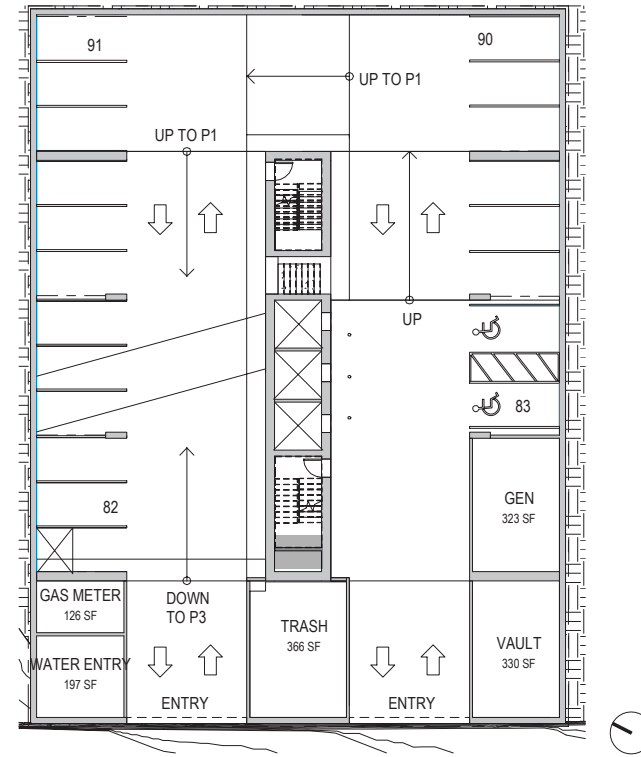 91
90
UP TO P1
UP TO P1
UP
83
GEN
323 SF
82
GAS METER
126 SF
DOWN
TO P3
TRASH
366 SF
VAULT
330 SF
WATER ENTRY
197 SF
ENTRY
ENTRY